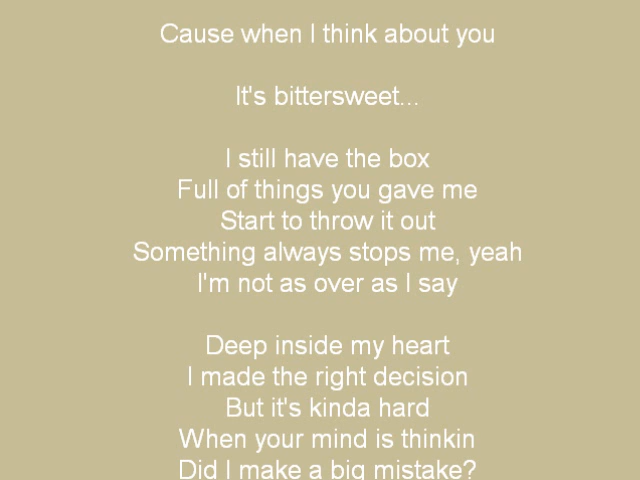 Cause when I think about you
It's bittersweet...
I still have the box
Full of things you gave me
Start to throw it out
Something always stops me, yeah
I'm not as over as I say
Deep inside my heart
I made the right decision
But it's kinda hard
When your mind is thinkin
Did I make a big mistake?